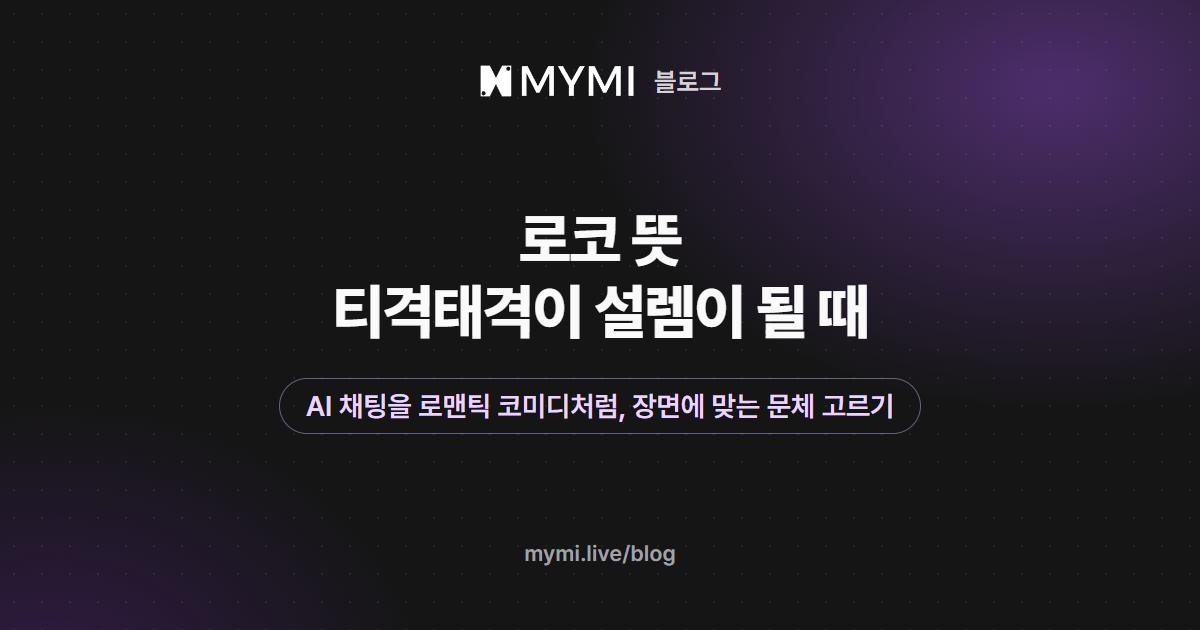 MYMI 블로그
로코 뜻
티격태격이 설렘이 될 때
AI 채팅을 로맨틱 코미디처럼, 장면에 맞는 문체 고르기
mymi.live/blog